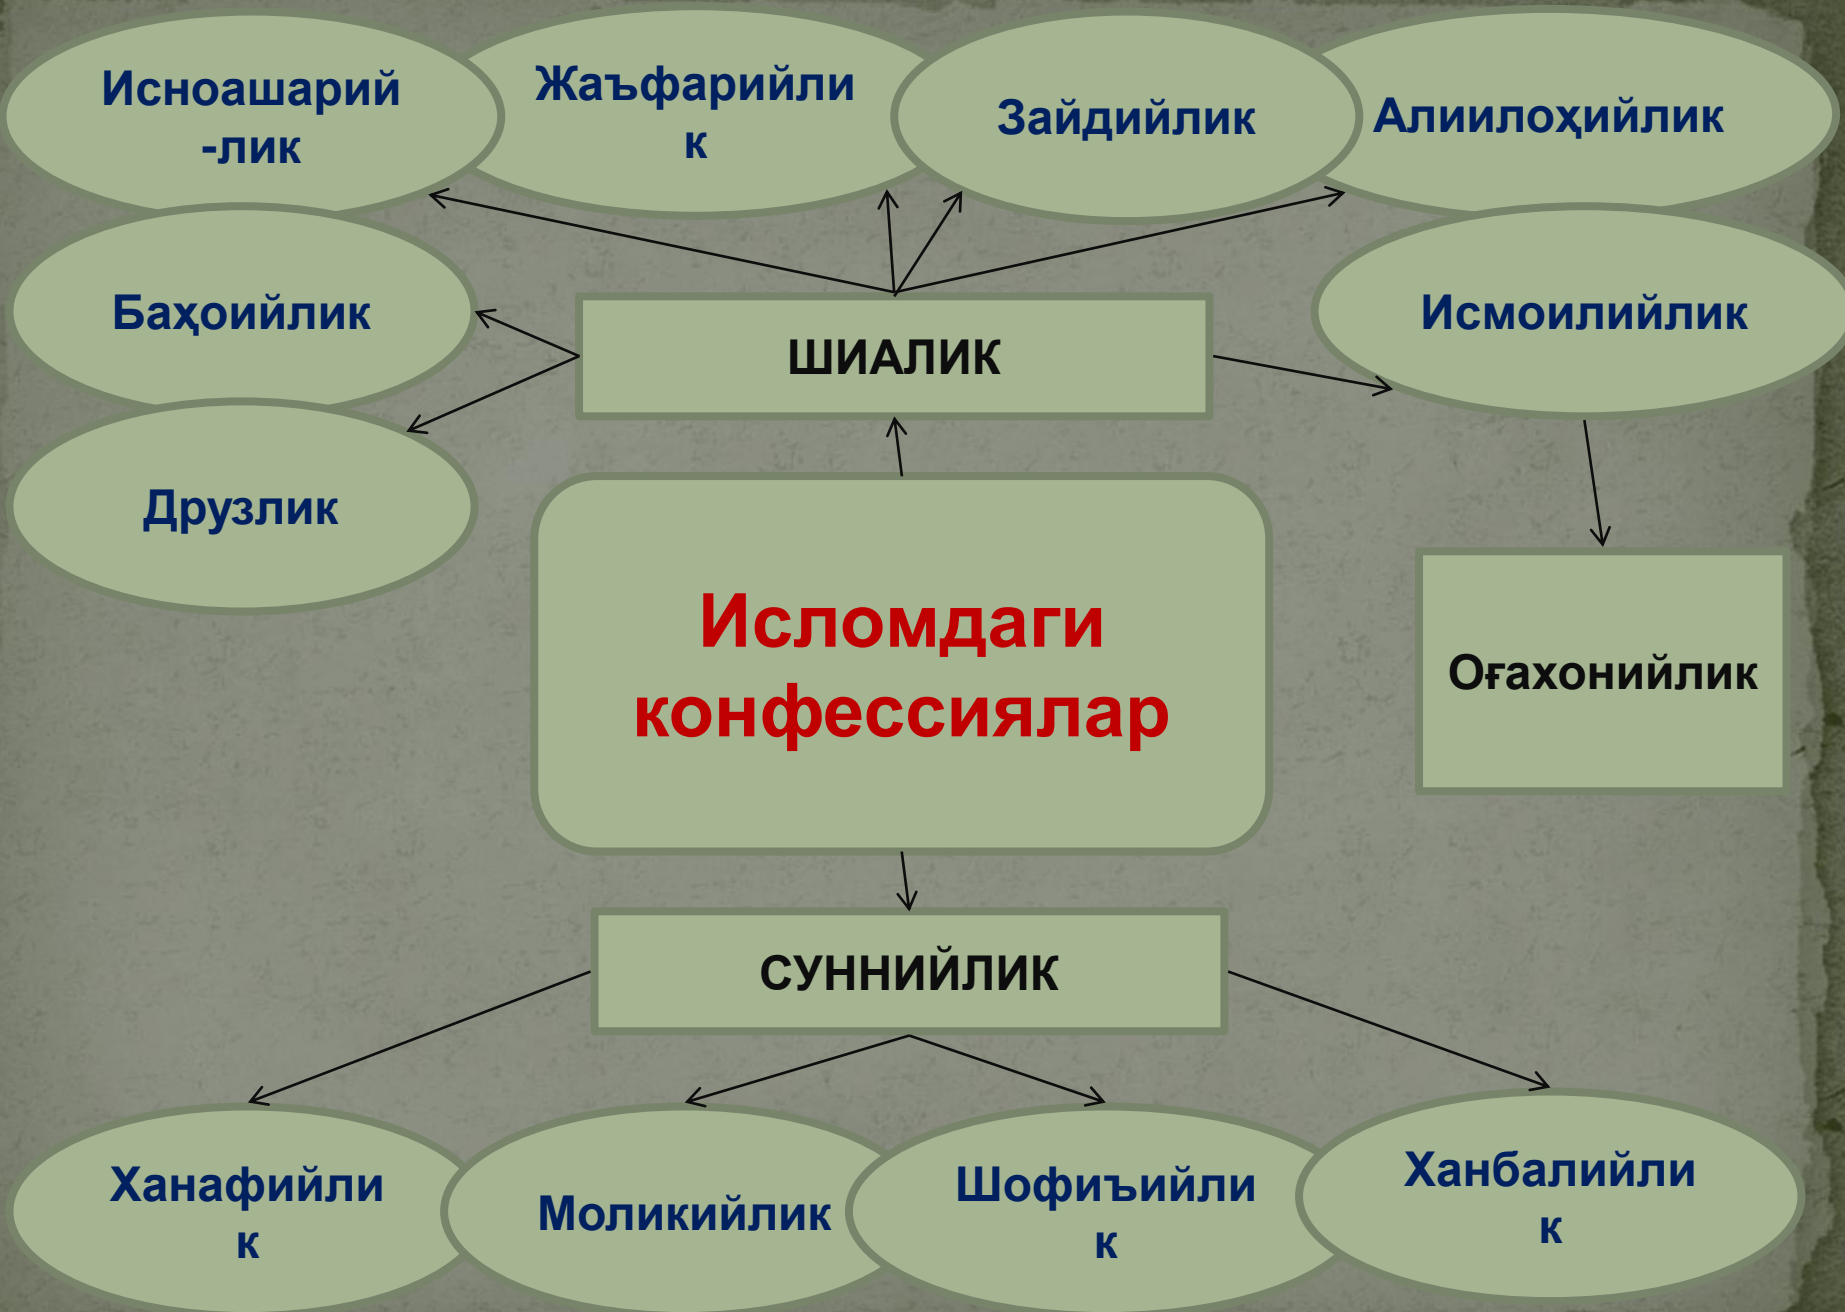 Исноашарий
-лик
Жаъфарийли
к
Зайдийлик
Алиилоҳийлик
Баҳоийлик
ШИАЛИК
Исмоилийлик
Друзлик
Исломдаги
конфессиялар
Оғахонийлик
СУННИЙЛИК
Ханафийли
к
Моликийлик
Шофиъийли
к
Ханбалийли
к